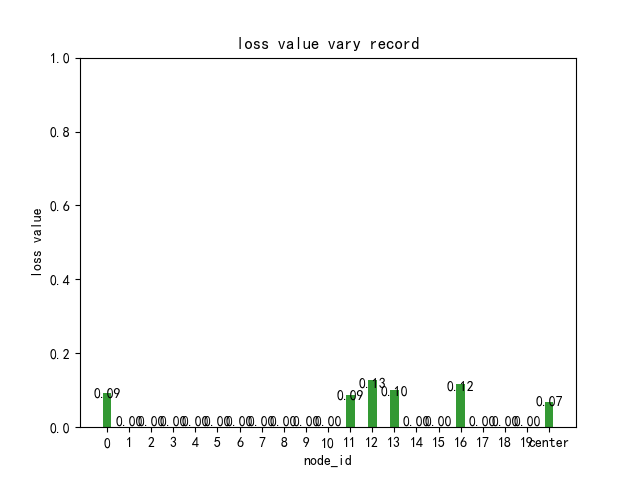 loss value vary record
1.0
0.8
0.6
0.4
0.2
0.0
loss value
0.09 0.00 0.00 0.00 0.00 0.00 0.00 0.00 0.00 0.00 0.00 0.09 0.13 0.10 0.00 0.00 0.12 0.00 0.00 0.00 0.07
0 1 2 3 4 5 6 7 8 9 10 11 12 13 14 15 16 17 18 19 center
node_id